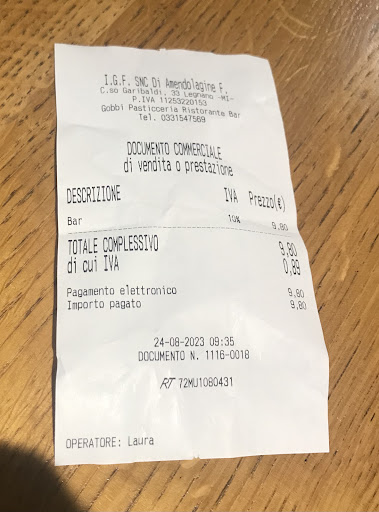 I.G.F. SNC Di Amendolagine F.
C.so Garibaldi, 33 Legnano -MI-
P.IVA 11253220153
Gobbi Pasticceria Ristorante Bar
Tel. 0331547569
DOCUMENTO COMMERCIALE
di vendita o prestazione
DESCRIZIONE IVA Prezzo(€)
Bar 10% 9,80
TOTALE COMPLESSIVO 9,80
di cui IVA 0,89
Pagamento elettronico 9,80
Importo pagato 9,80
24-08-2023 09:35
DOCUMENTO N. 1116-0018
RT 72MU1080431
OPERATORE: Laura